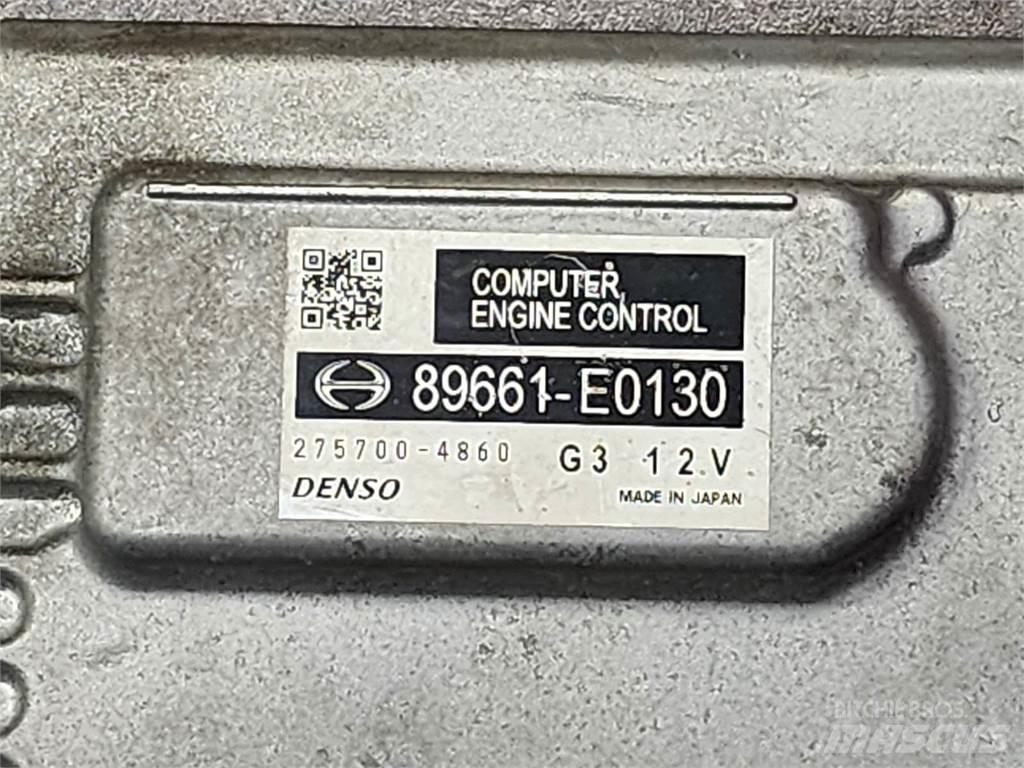 COMPUTER
ENGINE CONTROL
89661-E0130
275700-4860
G3 12V
DENSO
MADE IN JAPAN
MASCUS